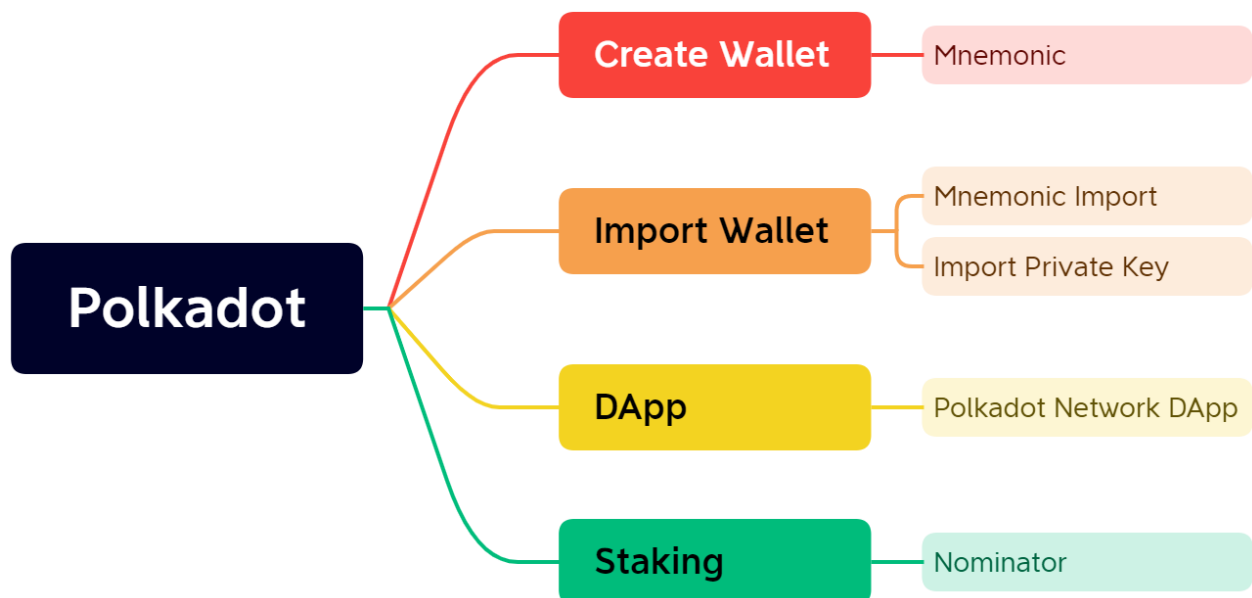 Polkadot
Create Wallet
Mnemonic
Import Wallet
Mnemonic Import
Import Private Key
DApp
Polkadot Network DApp
Staking
Nominator